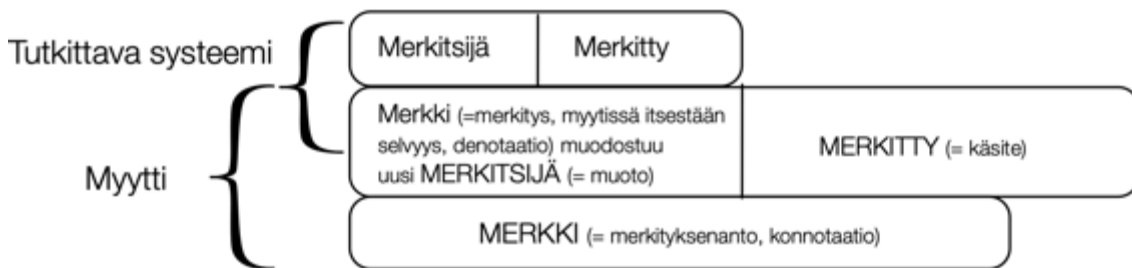 Tutkittava systeemi
Merkitsijä
Merkitty
Merkki (=merkitys, myytissä itsestään
selvyys, denotaatio) muodostuu
uusi MERKITSIJÄ (= muoto)
MERKITTY (= käsite)
Myytti
MERKKI (= merkityksenanto, konnotaatio)